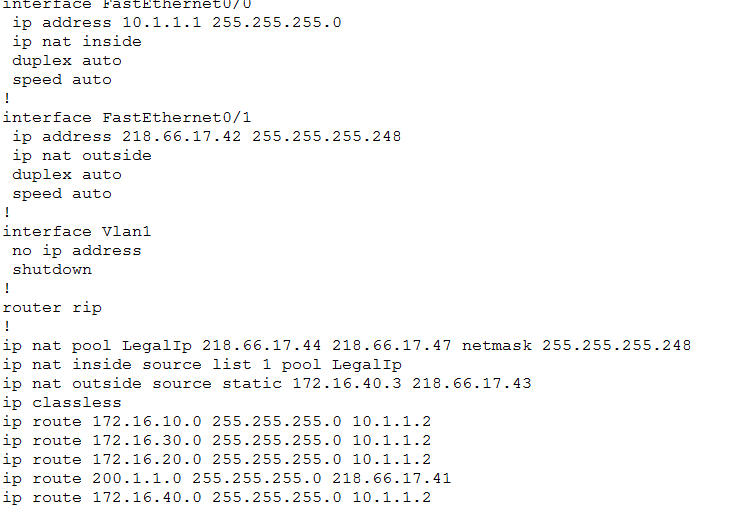 interface FastEthernet0/0
ip address 10.1.1.1 255.255.255.0
ip nat inside
duplex auto
speed auto
!
interface FastEthernet0/1
ip address 218.66.17.42 255.255.255.248
ip nat outside
duplex auto
speed auto
!
interface Vlan1
no ip address
shutdown
!
router rip
!
ip nat pool LegalIp 218.66.17.44 218.66.17.47 netmask 255.255.255.248
ip nat inside source list 1 pool LegalIp
ip nat outside source static 172.16.40.3 218.66.17.43
ip classless
ip route 172.16.10.0 255.255.255.0 10.1.1.2
ip route 172.16.30.0 255.255.255.0 10.1.1.2
ip route 172.16.20.0 255.255.255.0 10.1.1.2
ip route 200.1.1.0 255.255.255.0 218.66.17.41
ip route 172.16.40.0 255.255.255.0 10.1.1.2